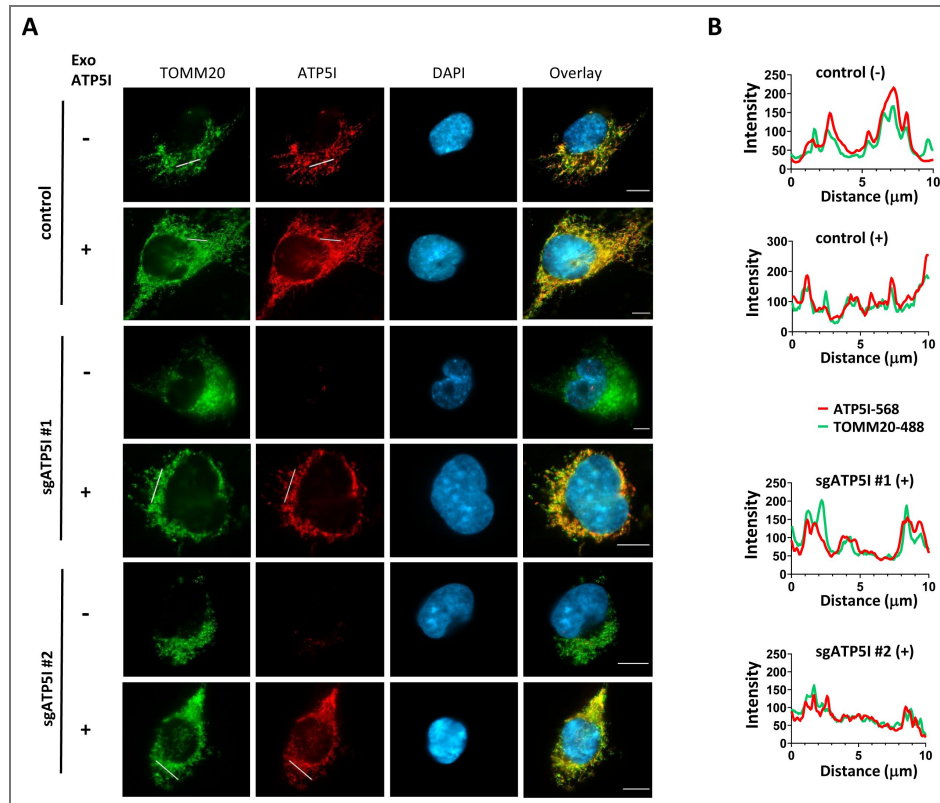 A
B
Exo
ATP5I
TOMM20
ATP5I
DAPI
Overlay
control
-
+
sgATP5I #1
-
+
sgATP5I #2
-
+
control (-)
Intensity
250
200
150
100
50
0
0
5
10
Distance (μm)
control (+)
Intensity
300
200
100
0
0
5
10
Distance (μm)
ATP5I-568
TOMM20-488
sgATP5I #1 (+)
Intensity
250
200
150
100
50
0
0
5
10
Distance (μm)
sgATP5I #2 (+)
Intensity
250
200
150
100
50
0
0
5
10
Distance (μm)